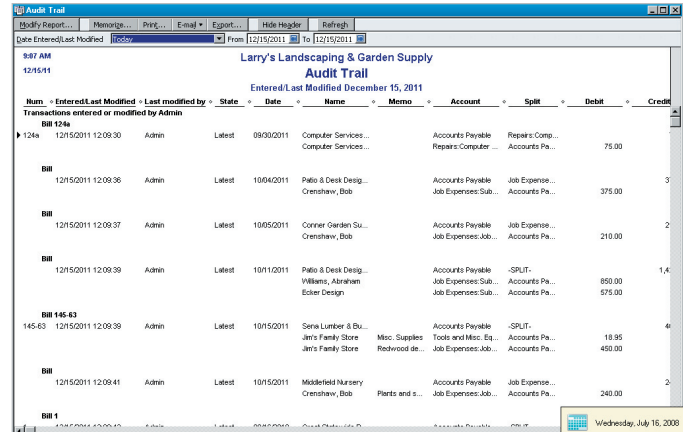 Audit Trail
Modify Report... Memorize... Print... E-mail Export... Hide Header Refresh
Date Entered/Last Modified Today From 12/15/2011 To 12/15/2011
9:07 AM Larry's Landscaping & Garden Supply
12/15/11 Audit Trail
Entered/Last Modified December 15, 2011
Num Entered/Last Modified Last modified by State Date Name Memo Account Split Debit Credit
Transactions entered or modified by Admin
Bill 124a
124a 12/15/2011 12:09:30 Admin Latest 09/30/2011 Computer Services... Accounts Payable Repairs:Comp...
Computer Services... Repairs:Computer ... Accounts Pa... 75.00
Bill
12/15/2011 12:09:36 Admin Latest 10/04/2011 Patio & Desk Desig... Accounts Payable Job Expense... 3
Crenshaw, Bob Job Expenses:Sub... Accounts Pa... 375.00
Bill
12/15/2011 12:09:37 Admin Latest 10/05/2011 Conner Garden Su... Accounts Payable Job Expense... 2
Crenshaw, Bob Job Expenses:Job... Accounts Pa... 210.00
Bill
12/15/2011 12:09:39 Admin Latest 10/11/2011 Patio & Desk Desig... Accounts Payable -SPLIT- 1,4
Williams, Abraham Job Expenses:Sub... Accounts Pa... 850.00
Ecker Design Job Expenses:Sub... Accounts Pa... 575.00
Bill 145-63
145-63 12/15/2011 12:09:39 Admin Latest 10/15/2011 Sena Lumber & Bu... Accounts Payable -SPLIT- 4
Jim's Family Store Misc. Supplies Tools and Misc. Eq... Accounts Pa... 18.95
Jim's Family Store Redwood de... Job Expenses:Job... Accounts Pa... 450.00
Bill
12/15/2011 12:09:41 Admin Latest 10/15/2011 Middlefield Nursery Accounts Payable Job Expense... 2
Crenshaw, Bob Plants and s... Job Expenses:Job... Accounts Pa... 240.00
Bill 1
Wednesday, July 16, 2008